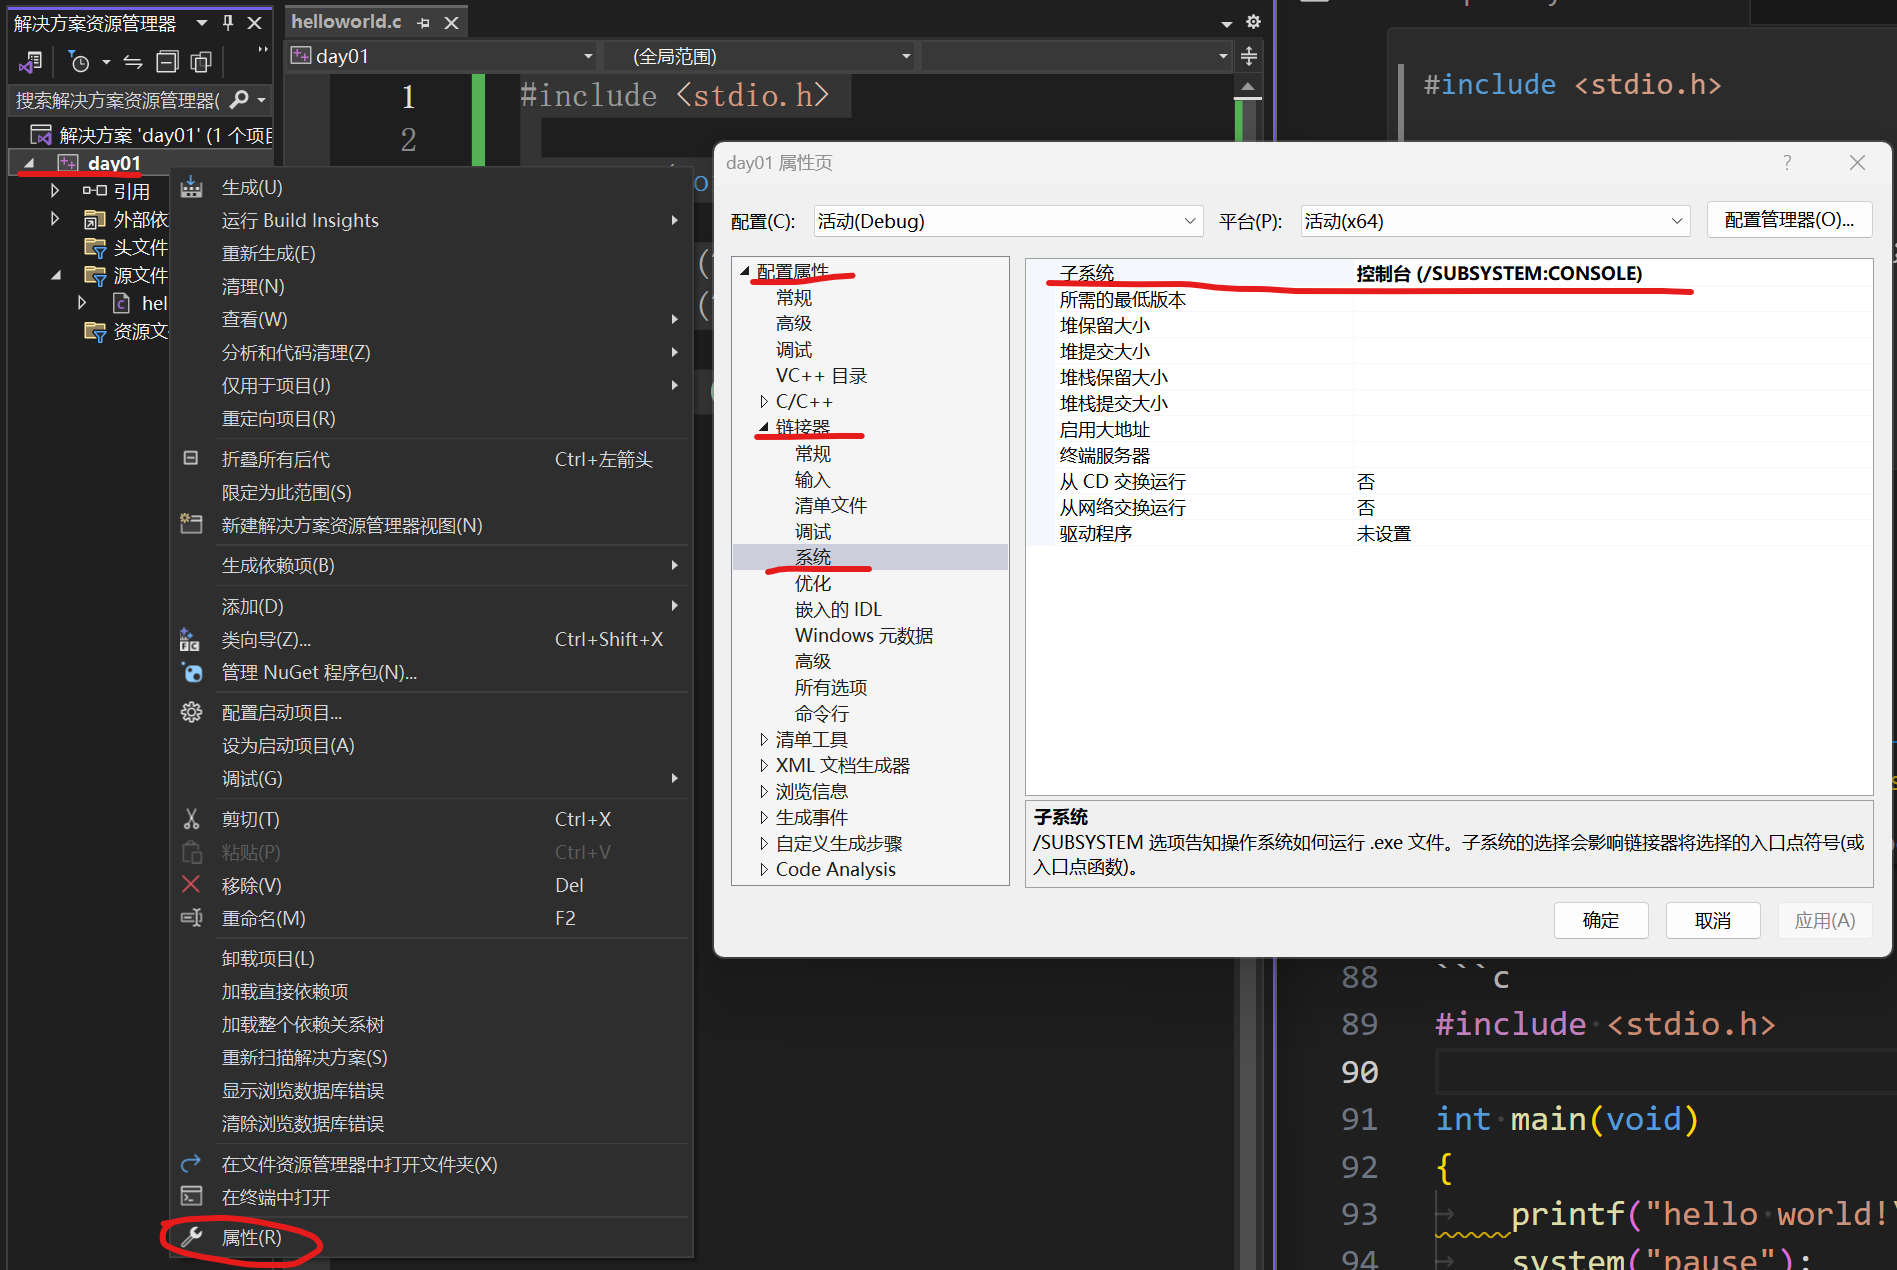 解决方案资源管理器
搜索解决方案资源管理器(
解决方案 'day01' (1 个项目
day01
引用
外部依
头文件
源文件
hel
资源文
helloworld.c
day01
(全局范围)
1
#include <stdio.h>
2
生成(U)
运行 Build Insights
重新生成(E)
清理(N)
查看(W)
分析和代码清理(Z)
仅用于项目(J)
重定向项目(R)
折叠所有后代 Ctrl+左箭头
限定为此范围(S)
新建解决方案资源管理器视图(N)
生成依赖项(B)
添加(D)
类向导(Z)... Ctrl+Shift+X
管理 NuGet 程序包(N)...
配置启动项目...
设为启动项目(A)
调试(G)
剪切(T) Ctrl+X
粘贴(P) Ctrl+V
移除(V) Del
重命名(M) F2
卸载项目(L)
加载直接依赖项
加载整个依赖关系树
重新扫描解决方案(S)
显示浏览数据库错误
清除浏览数据库错误
在文件资源管理器中打开文件夹(X)
在终端中打开
属性(R)
#include <stdio.h>
day01 属性页
配置(C): 活动(Debug) 平台(P): 活动(x64) 配置管理器(O)...
配置属性
常规
高级
调试
VC++ 目录
C/C++
链接器
常规
输入
清单文件
调试
系统
优化
嵌入的 IDL
Windows 元数据
高级
所有选项
命令行
清单工具
XML 文档生成器
浏览信息
生成事件
自定义生成步骤
Code Analysis
子系统 控制台 (/SUBSYSTEM:CONSOLE)
所需的最低版本
堆保留大小
堆提交大小
堆栈保留大小
堆栈提交大小
启用大地址
终端服务器
从 CD 交换运行 否
从网络交换运行 否
驱动程序 未设置
子系统
/SUBSYSTEM 选项告知操作系统如何运行 .exe 文件。子系统的选择会影响链接器将选择的入口点符号(或
入口点函数)。
确定 取消 应用(A)
88 ```c
89 #include <stdio.h>
90
91 int main(void)
92 {
93 printf("hello world!\
94 system("pause");